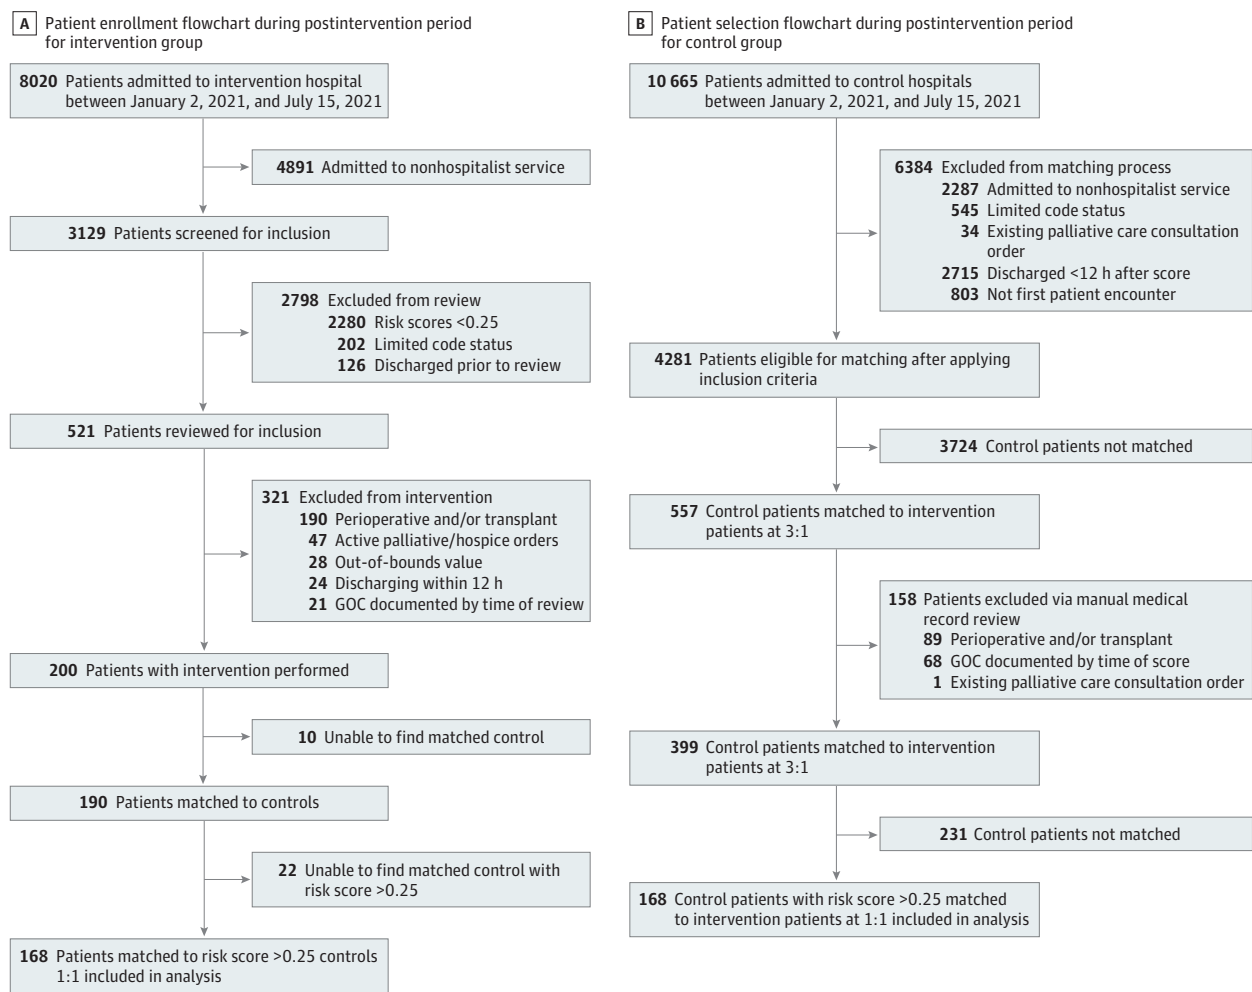 A Patient enrollment flowchart during postintervention period
for intervention group
8020 Patients admitted to intervention hospital
between January 2, 2021, and July 15, 2021
4891 Admitted to nonhospitalist service
3129 Patients screened for inclusion
2798 Excluded from review
2280 Risk scores <0.25
202 Limited code status
126 Discharged prior to review
521 Patients reviewed for inclusion
321 Excluded from intervention
190 Perioperative and/or transplant
47 Active palliative/hospice orders
28 Out-of-bounds value
24 Discharging within 12 h
21 GOC documented by time of review
200 Patients with intervention performed
10 Unable to find matched control
190 Patients matched to controls
22 Unable to find matched control with
risk score >0.25
168 Patients matched to risk score >0.25 controls
1:1 included in analysis
B Patient selection flowchart during postintervention period
for control group
10 665 Patients admitted to control hospitals
between January 2, 2021, and July 15, 2021
6384 Excluded from matching process
2287 Admitted to nonhospitalist service
545 Limited code status
34 Existing palliative care consultation
order
2715 Discharged <12 h after score
803 Not first patient encounter
4281 Patients eligible for matching after applying
inclusion criteria
3724 Control patients not matched
557 Control patients matched to intervention
patients at 3:1
158 Patients excluded via manual medical
record review
89 Perioperative and/or transplant
68 GOC documented by time of score
1 Existing palliative care consultation order
399 Control patients matched to intervention
patients at 3:1
231 Control patients not matched
168 Control patients with risk score >0.25 matched
to intervention patients at 1:1 included in analysis